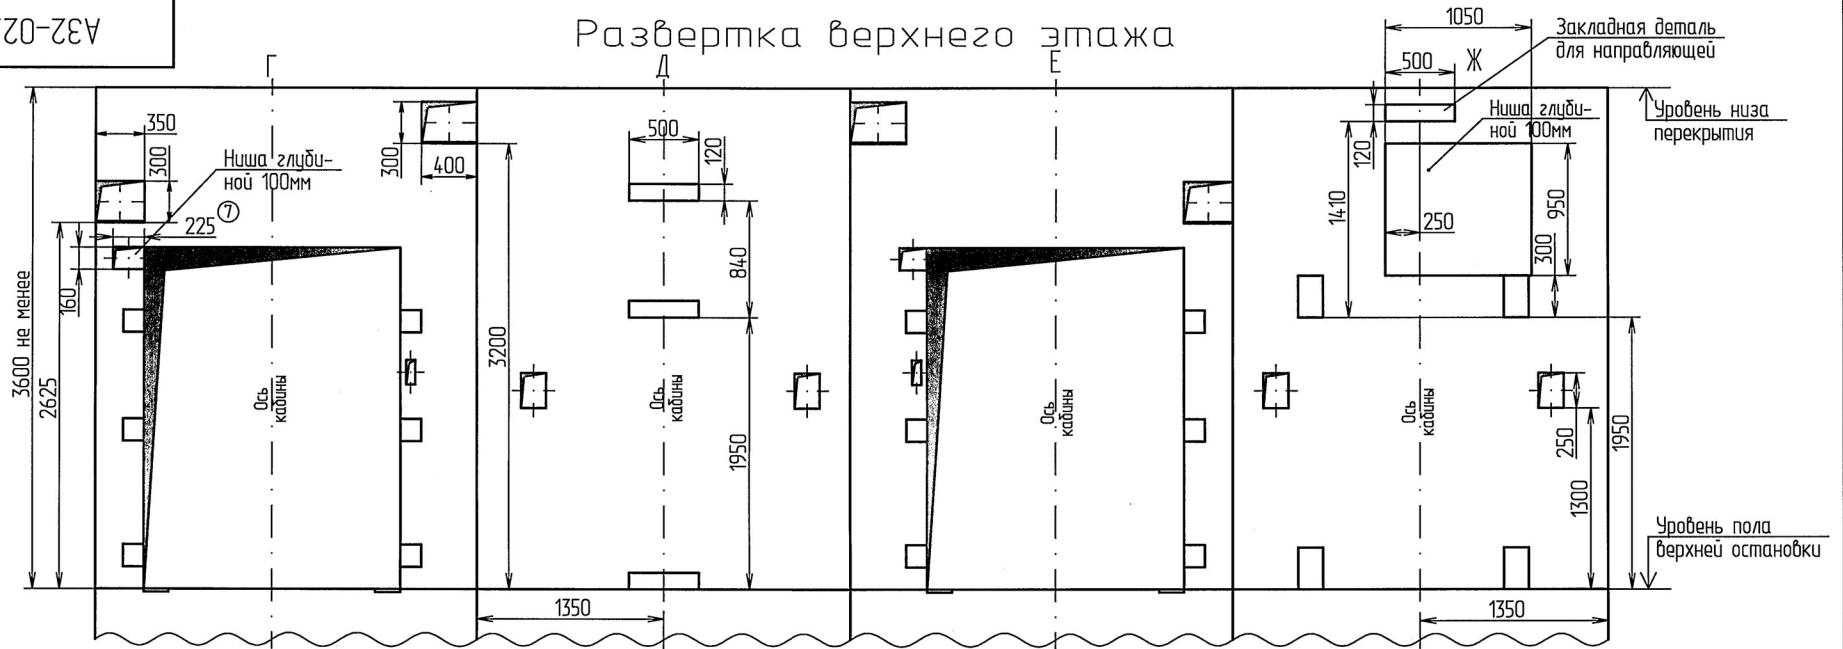 А32-02
Развертка верхнего этажа
Г
Д
Е
Ж
1050
500
Закладная деталь
для направляющей
Ниша глуби-
ной 100мм
Уровень низа
перекрытия
350
300
Ниша глуби-
ной 100мм
225
7
160
3600 не менее
2625
300
400
3200
500
120
840
1950
120
1410
250
950
300
250
1300
1950
Ось
кабины
Ось
кабины
Ось
кабины
Ось
кабины
Уровень пола
верхней остановки
1350
1350